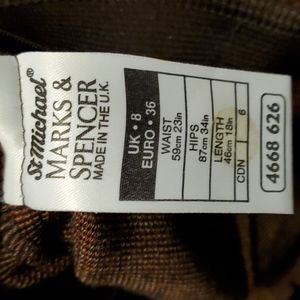 St Michael®
MARKS &
SPENCER
MADE IN THE U.K.
UK • 8
EURO • 36
WAIST
59cm 23in
HIPS
87cm 34in
LENGTH
46cm 18in
CDN 6
4668 626